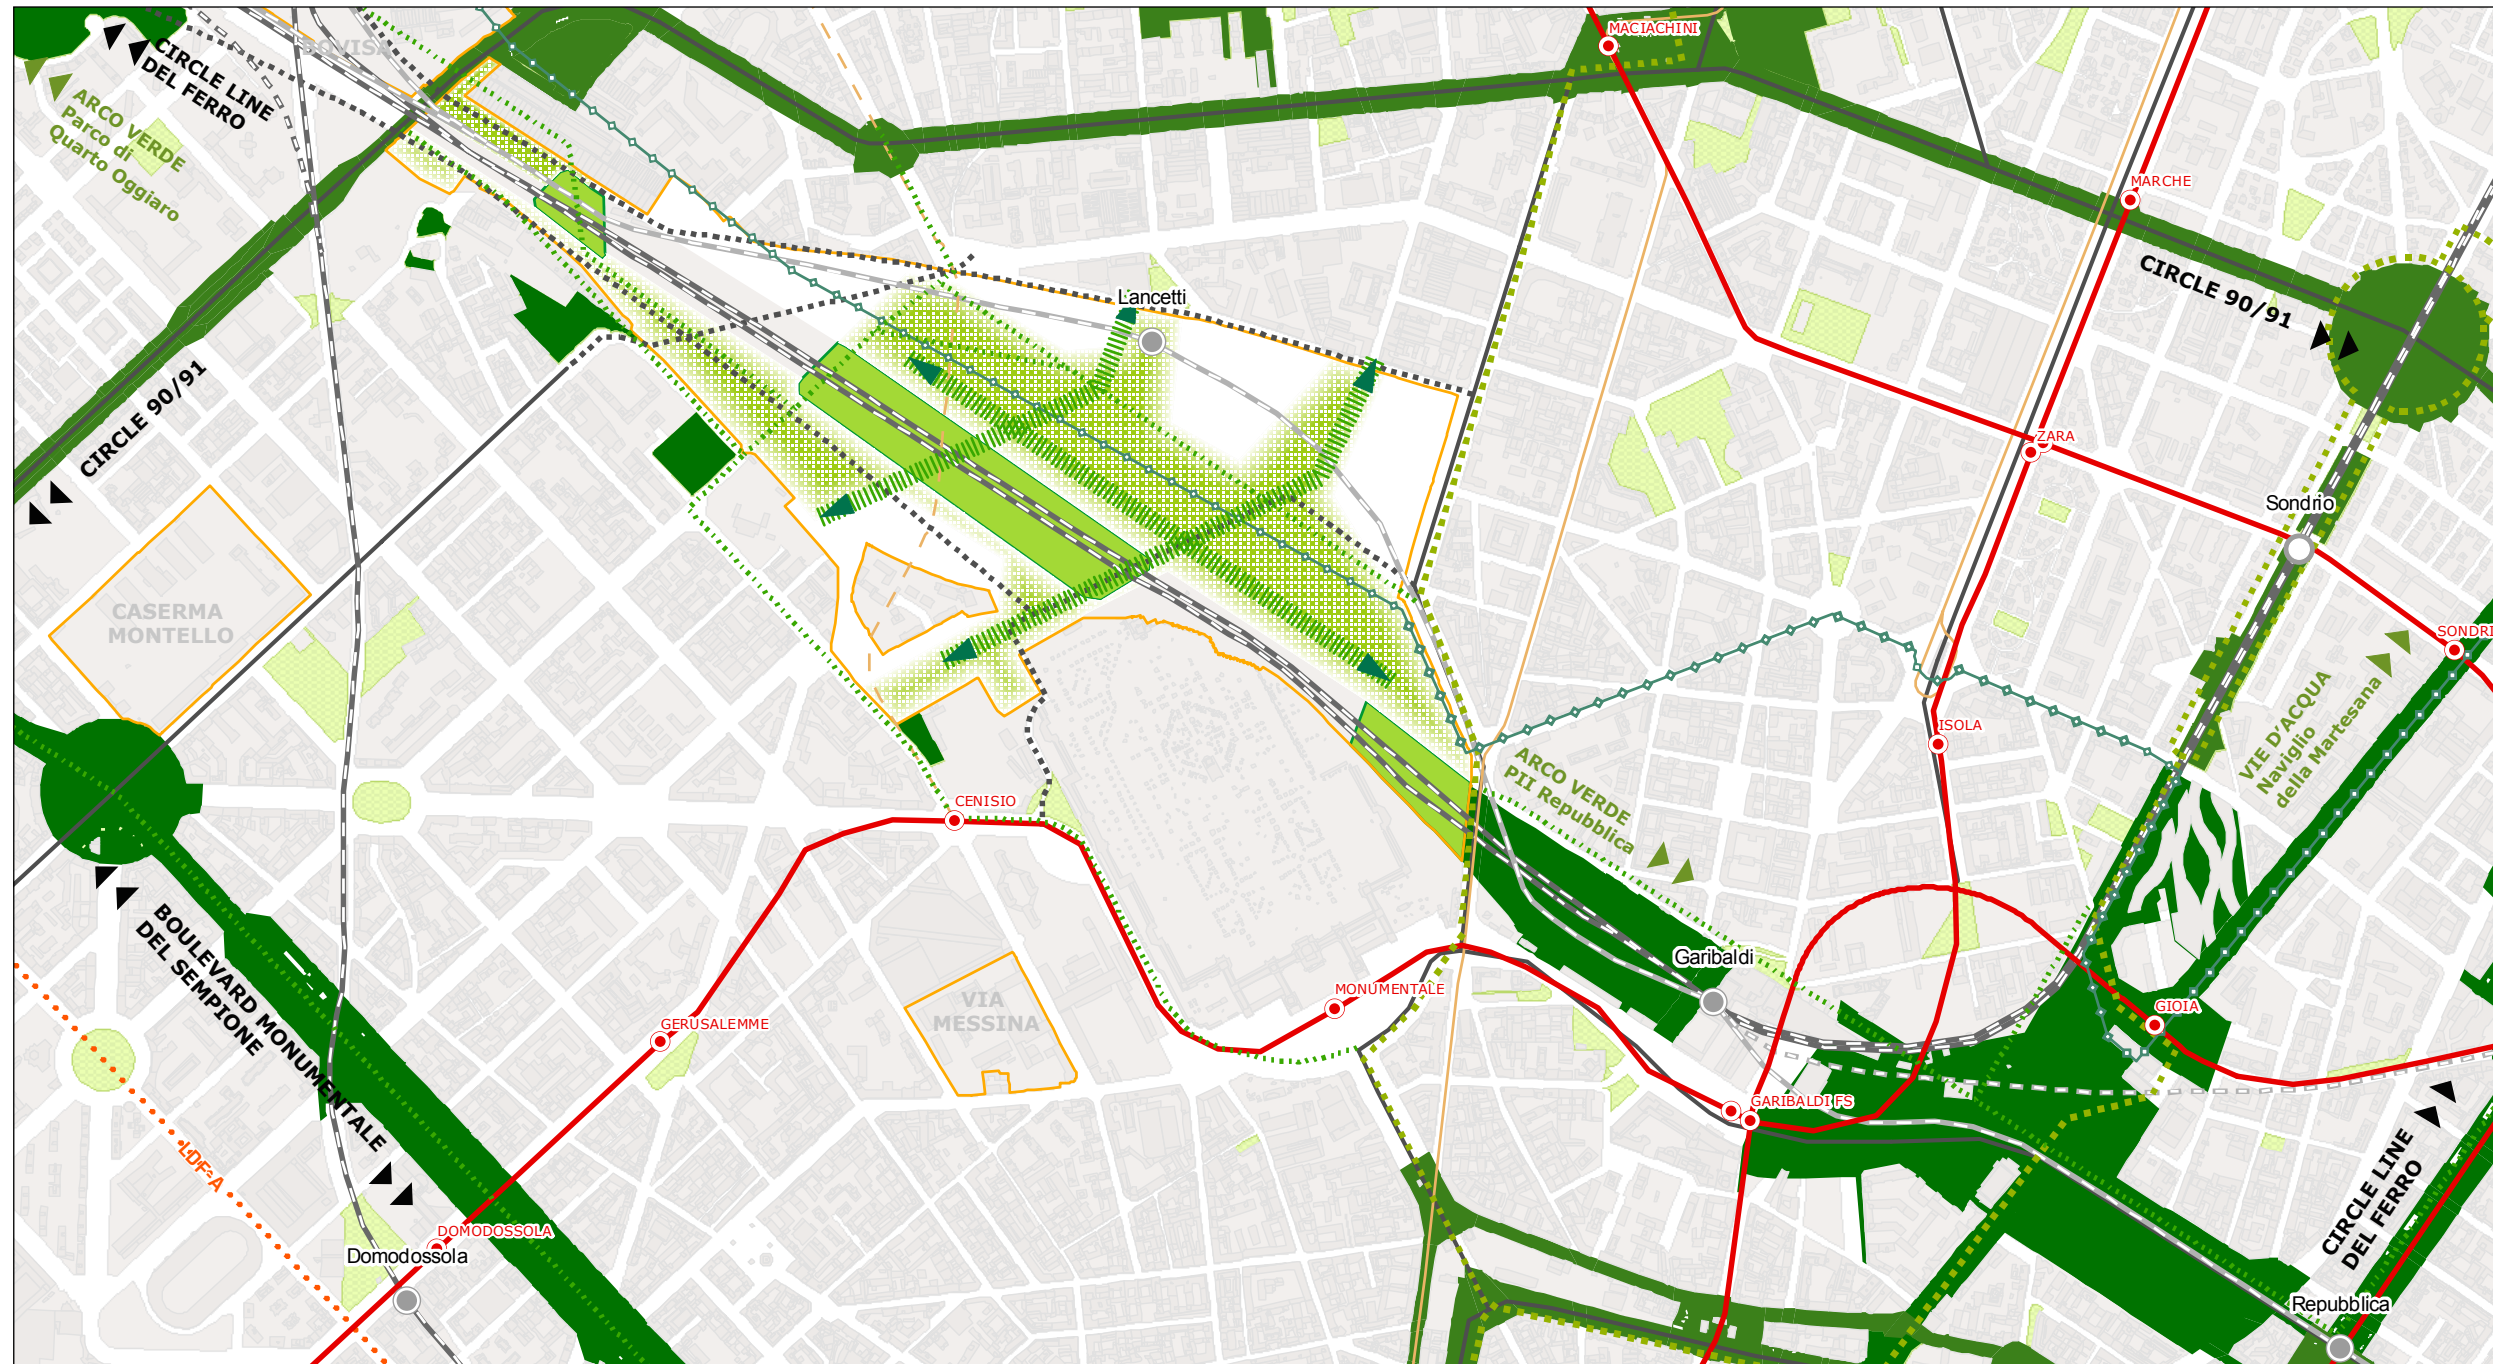 BOVISA
MACIACHINI
CIRCLE LINE
DEL FERRO
ARCO VERDE
Parco di
Quarto Oggiaro
MARCHE
CIRCLE 90/91
Lancetti
CIRCLE 90/91
ZARA
Sondrio
CASERMA
MONTELLO
SONDRI
VIE D'ACQUA
Naviglio
della Martesana
ISOLA
ARCO VERDE
PII Repubblica
CENISIO
BOULEVARD MONUMENTALE
DEL SEMPIONE
Garibaldi
MONUMENTALE
VIA
MESSINA
GERUSALEMME
GIOIA
GARIBALDI FS
LDF-A
CIRCLE LINE
DEL FERRO
DOMODOSSOLA
Domodossola
Repubblica